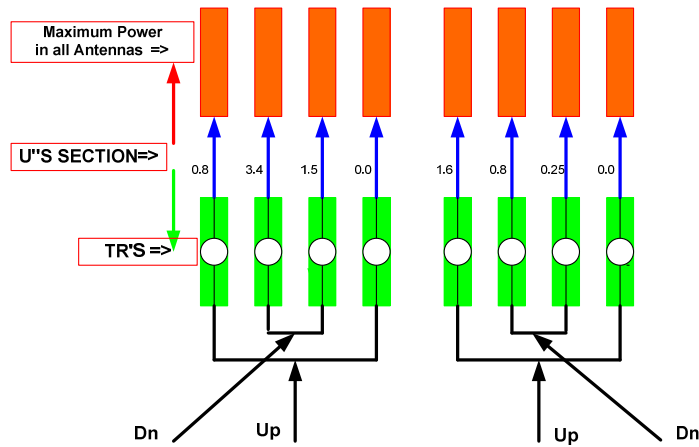 Maximum Power
in all Antennas =>
U"S SECTION=>
0.8 3.4 1.5 0.0 1.6 0.8 0.25 0.0
TR'S =>
Dn Up Up Dn